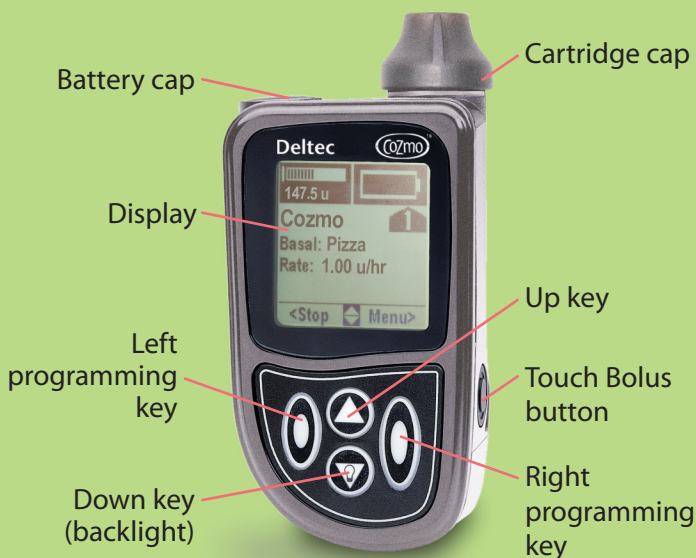 Cartridge cap
Battery cap
Deltec
CoZmo™
147.5 u
Display
Cozmo
1
Basal: Pizza
Rate: 1.00 u/hr
<Stop
Menu>
Up key
Left
programming
key
Touch Bolus
button
Down key
(backlight)
Right
programming
key